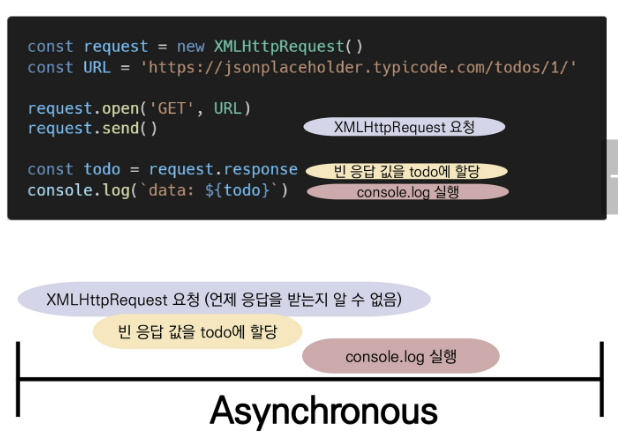 const request = new XMLHttpRequest()
const URL = 'https://jsonplaceholder.typicode.com/todos/1/'
request.open('GET', URL)
request.send()
XMLHttpRequest 요청
const todo = request.response
빈 응답 값을 todo에 할당
console.log(`data: ${todo}`)
console.log 실행
XMLHttpRequest 요청 (언제 응답을 받는지 알 수 없음)
빈 응답 값을 todo에 할당
console.log 실행
Asynchronous